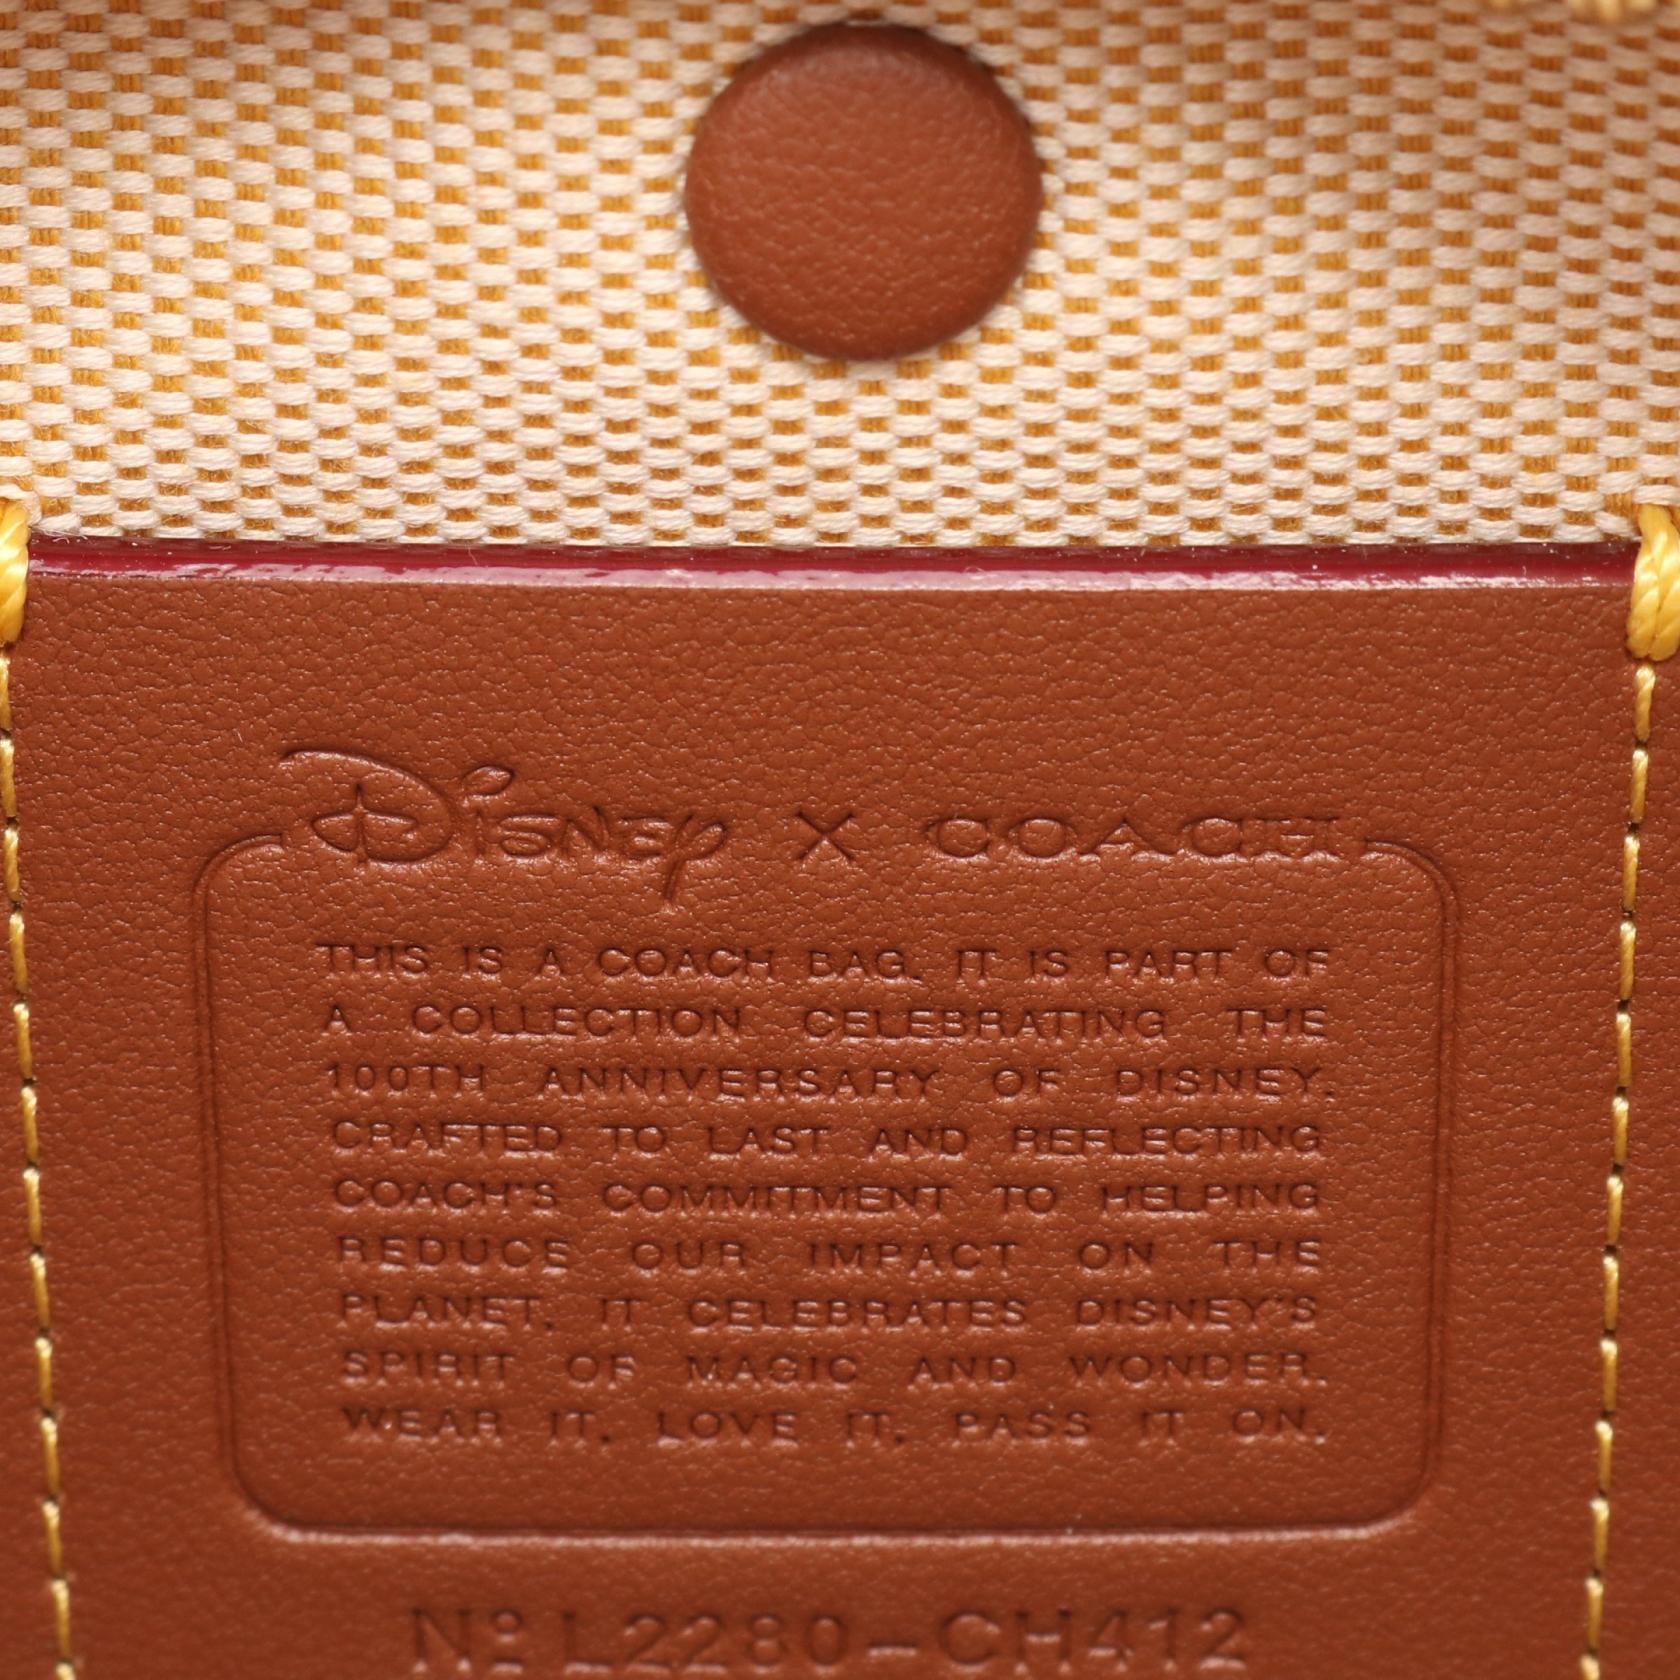 Disney X COACH
THIS IS A COACH BAG. IT IS PART OF
A COLLECTION CELEBRATING THE
100TH ANNIVERSARY OF DISNEY.
CRAFTED TO LAST AND REFLECTING
COACH'S COMMITMENT TO HELPING
REDUCE OUR IMPACT ON THE
PLANET. IT CELEBRATES DISNEY'S
SPIRIT OF MAGIC AND WONDER.
WEAR IT. LOVE IT. PASS IT ON.
Nº L2280-CH412